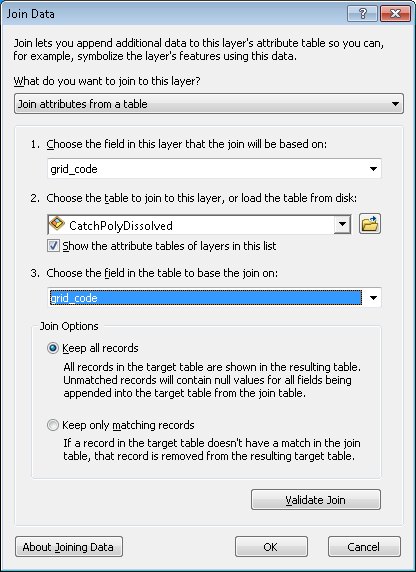 Join Data
Join lets you append additional data to this layer's attribute table so you can,
for example, symbolize the layer's features using this data.
What do you want to join to this layer?
Join attributes from a table
1. Choose the field in this layer that the join will be based on:
grid_code
2. Choose the table to join to this layer, or load the table from disk:
CatchPolyDissolved
Show the attribute tables of layers in this list
3. Choose the field in the table to base the join on:
grid_code
Join Options
Keep all records
All records in the target table are shown in the resulting table.
Unmatched records will contain null values for all fields being
appended into the target table from the join table.
Keep only matching records
If a record in the target table doesn't have a match in the join
table, that record is removed from the resulting target table.
Validate Join
About Joining Data
OK
Cancel